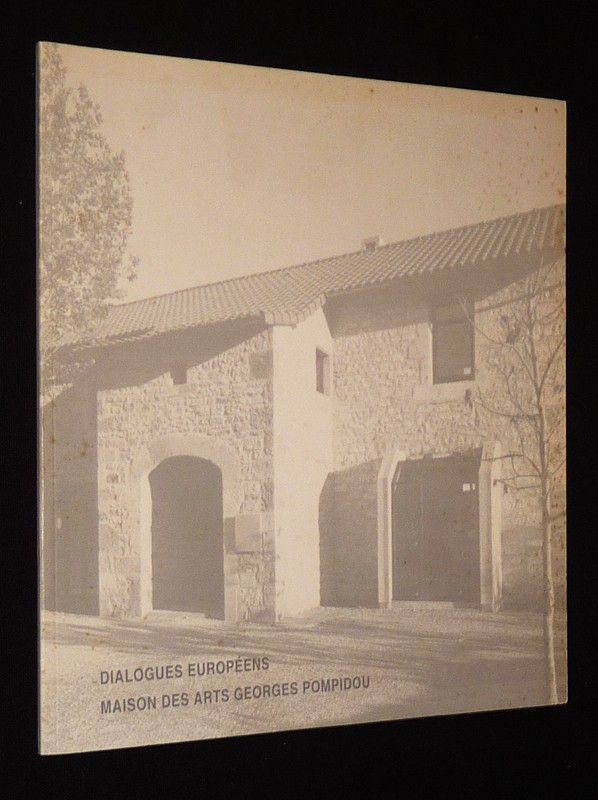 DIALOGUES EUROPÉENS
MAISON DES ARTS GEORGES POMPIDOU